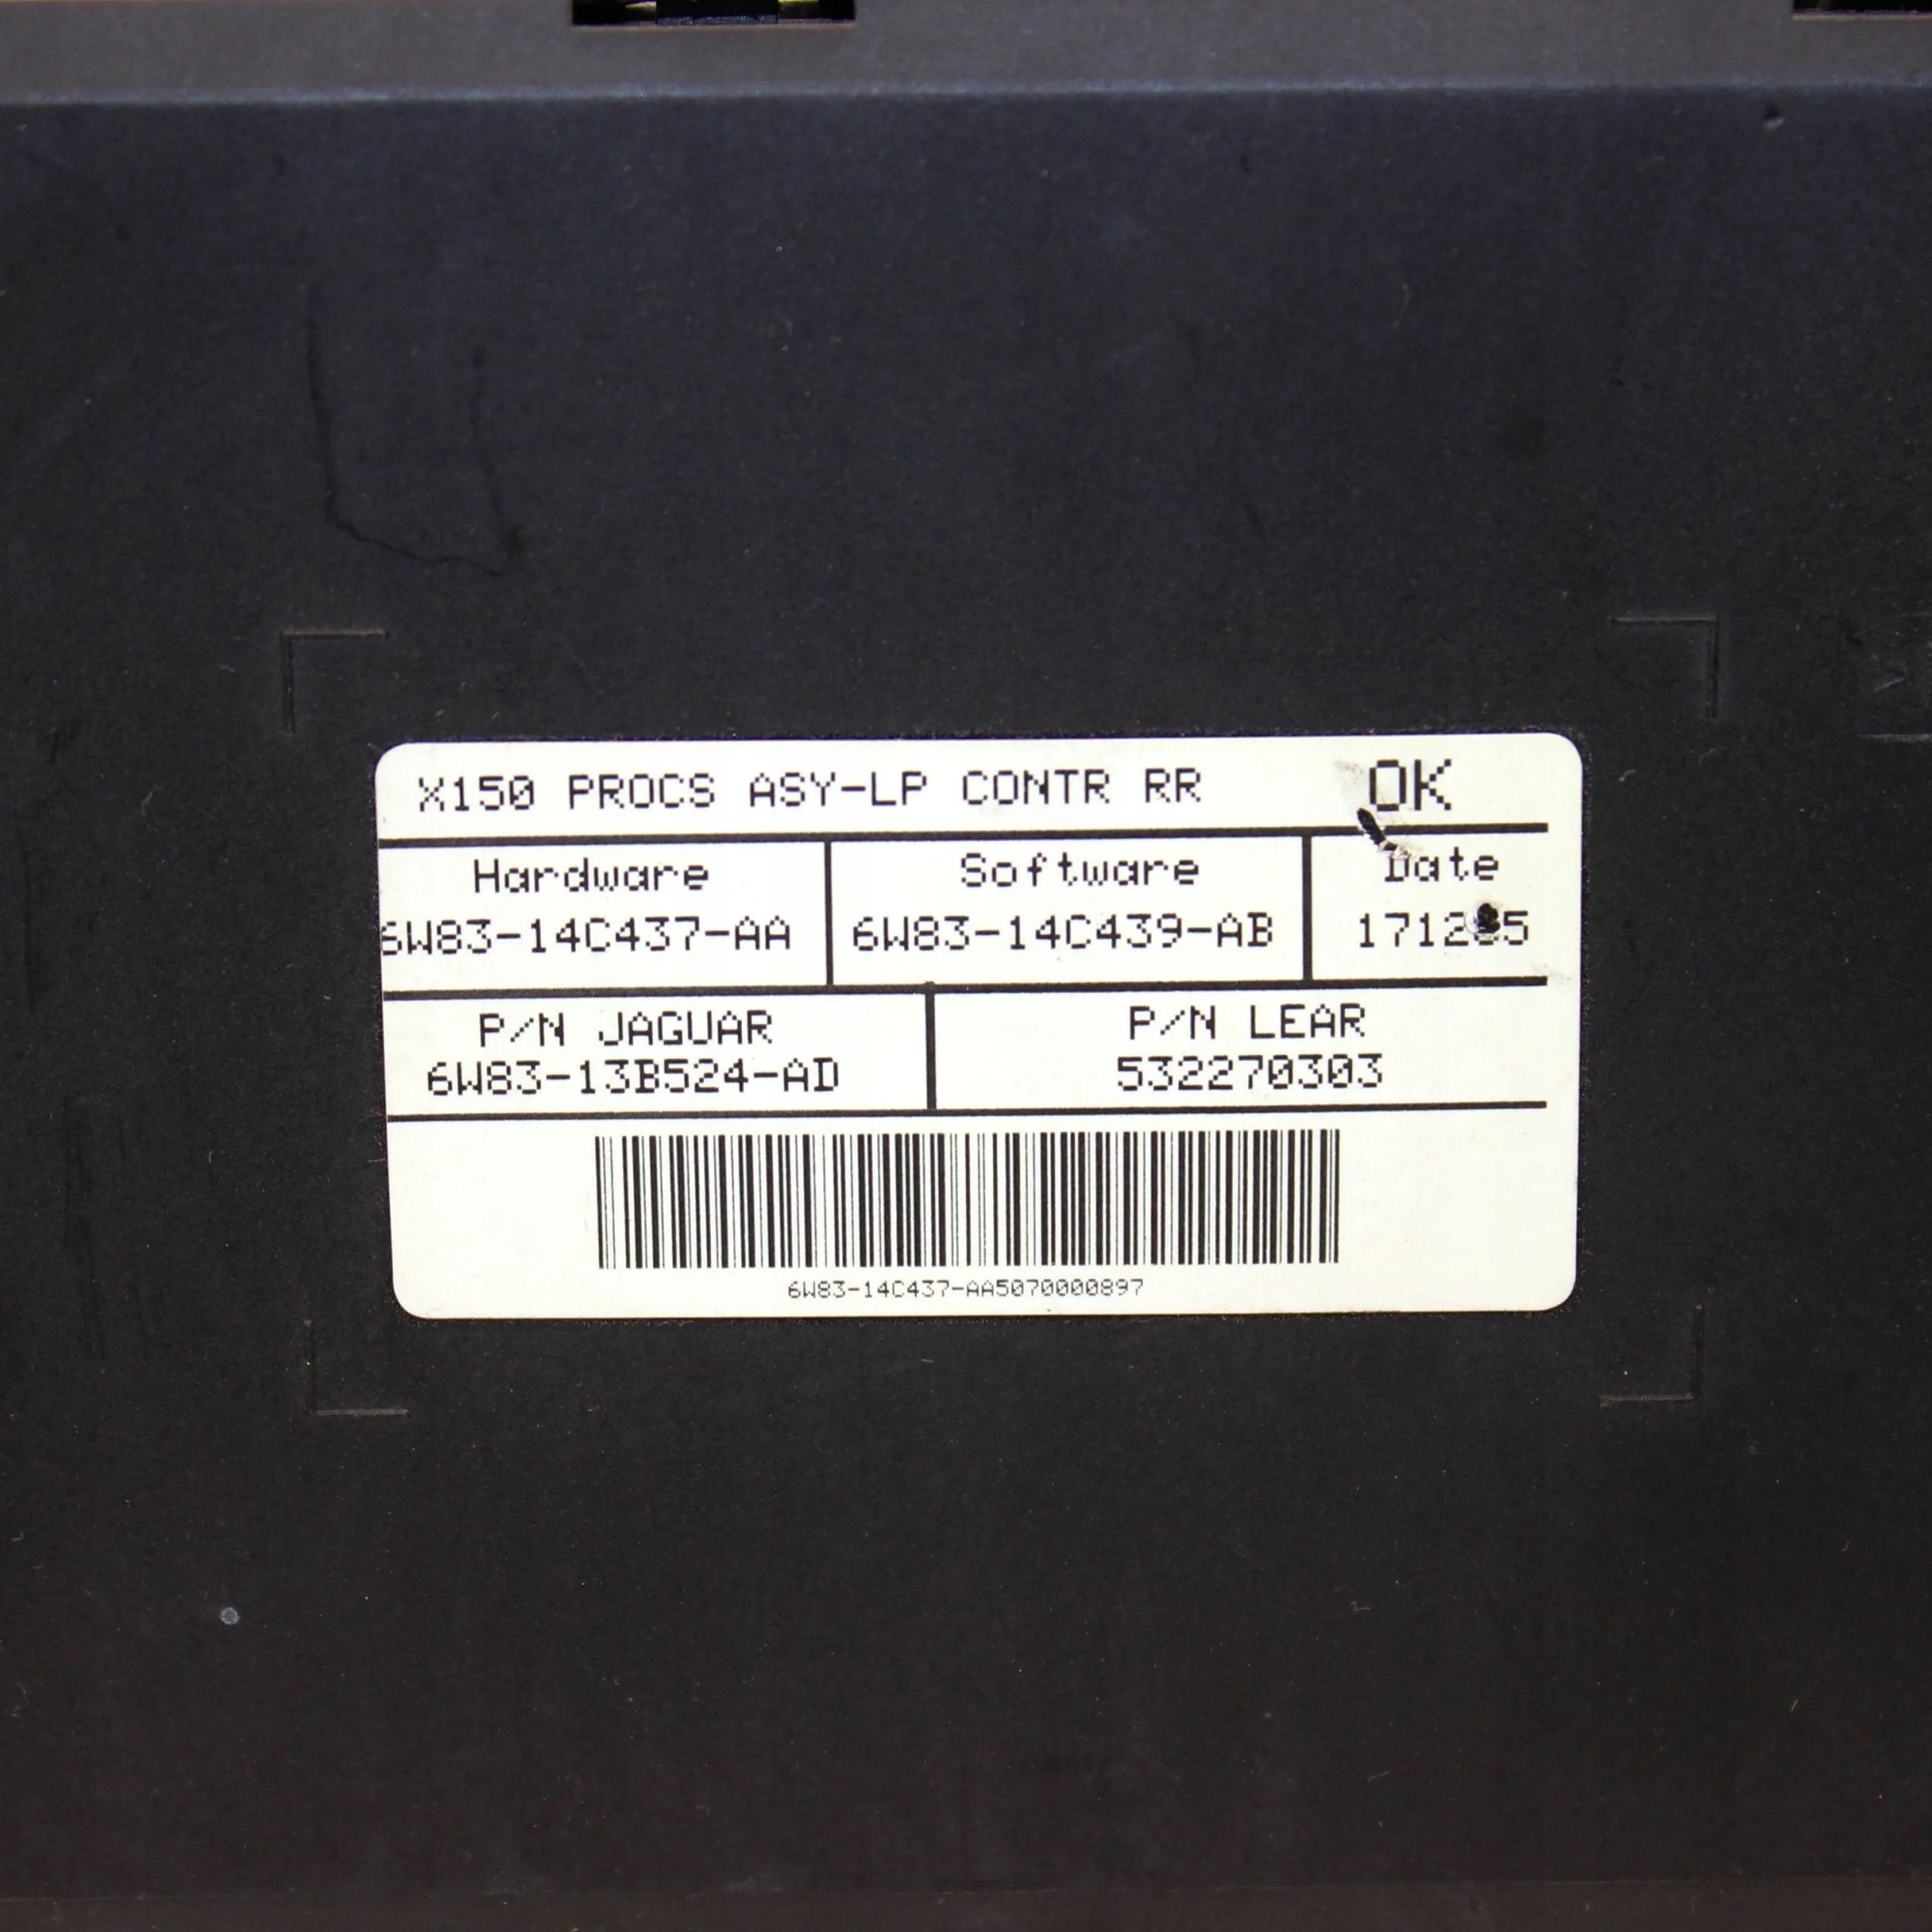 X150 PROCS ASY-LP CONTR RR OK
Hardware Software Date
6W83-14C437-AA 6W83-14C439-AB
P/N JAGUAR P/N LEAR
6W83-13B524-AD 532270303
6W83-14C437-AA5070000897